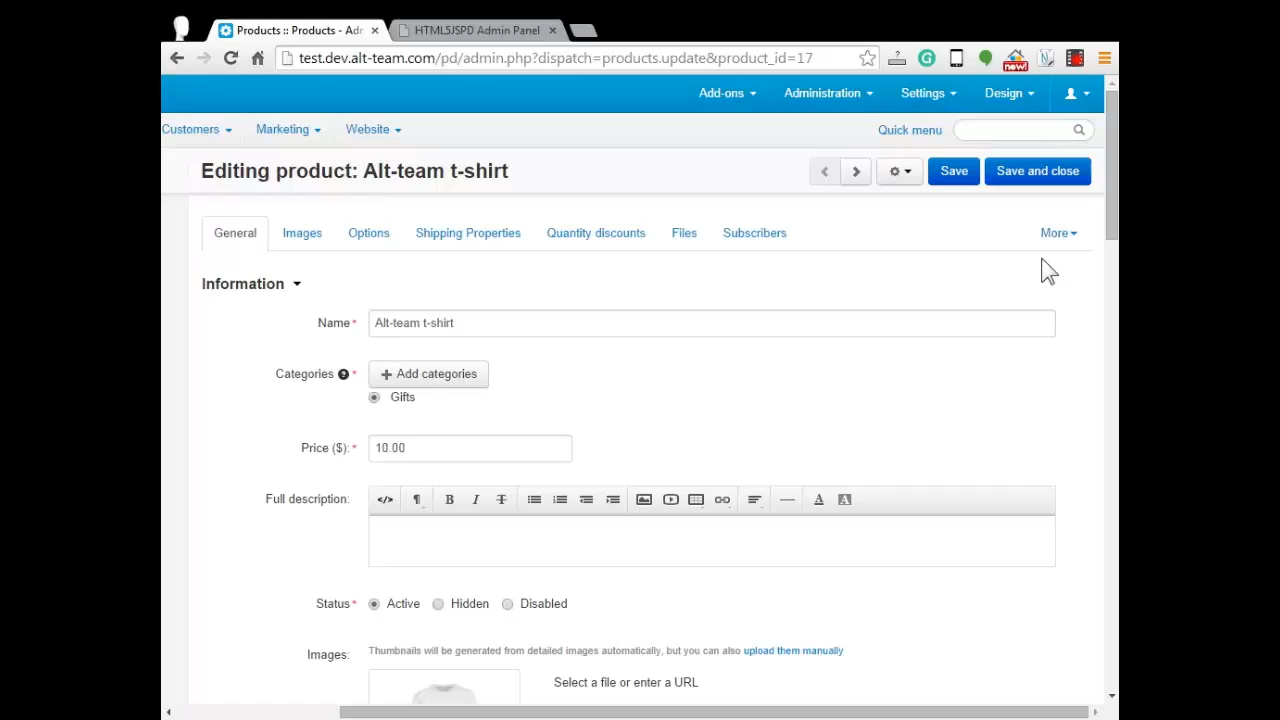 Products :: Products - Adr
HTML5JSPD Admin Panel
test.dev.alt-team.com/pd/admin.php?dispatch=products.update&product_id=17
new!
Add-ons
Administration
Settings
Design
Customers
Marketing
Website
Quick menu
Editing product: Alt-team t-shirt
Save
Save and close
General
Images
Options
Shipping Properties
Quantity discounts
Files
Subscribers
More
Information
Name*
Alt-team t-shirt
Categories ? *
+ Add categories
Gifts
Price ($):*
10.00
Full description:
Status*
Active
Hidden
Disabled
Images:
Thumbnails will be generated from detailed images automatically, but you can also upload them manually
Select a file or enter a URL